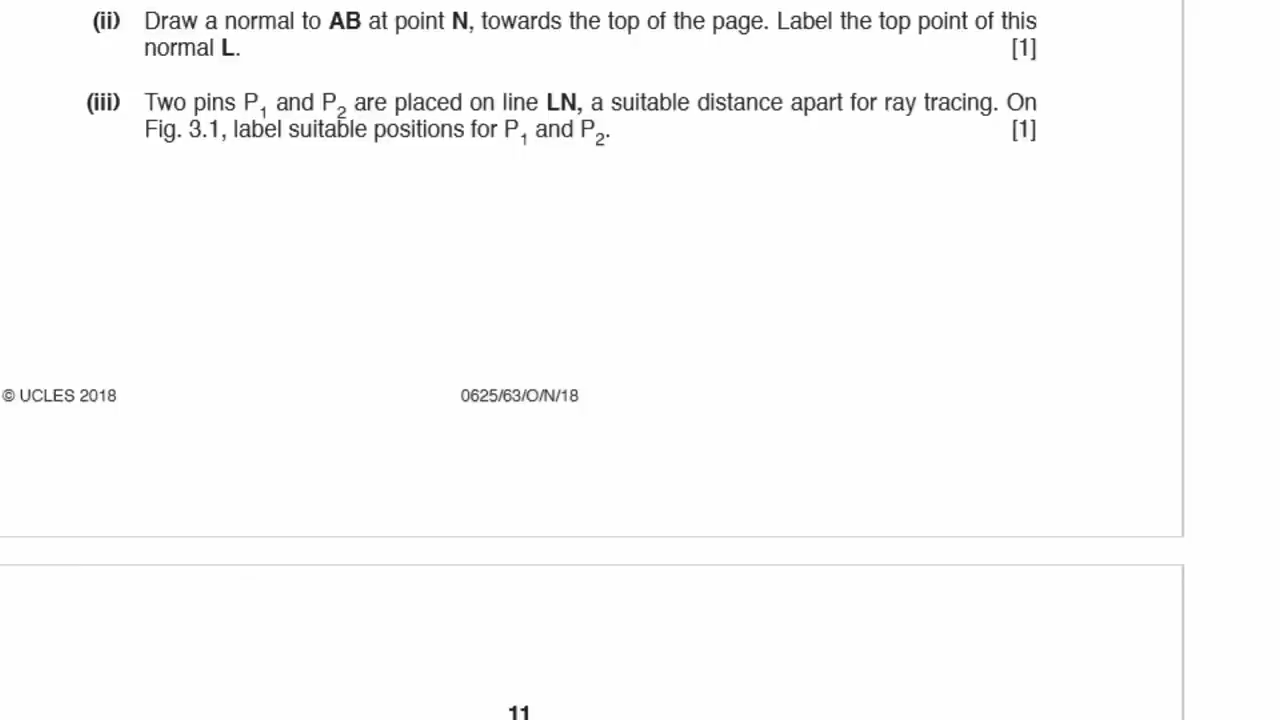 (ii) Draw a normal to AB at point N, towards the top of the page. Label the top point of this
normal L. [1]
(iii) Two pins P1 and P2 are placed on line LN, a suitable distance apart for ray tracing. On
Fig. 3.1, label suitable positions for P1 and P2. [1]
© UCLES 2018 0625/63/O/N/18
11